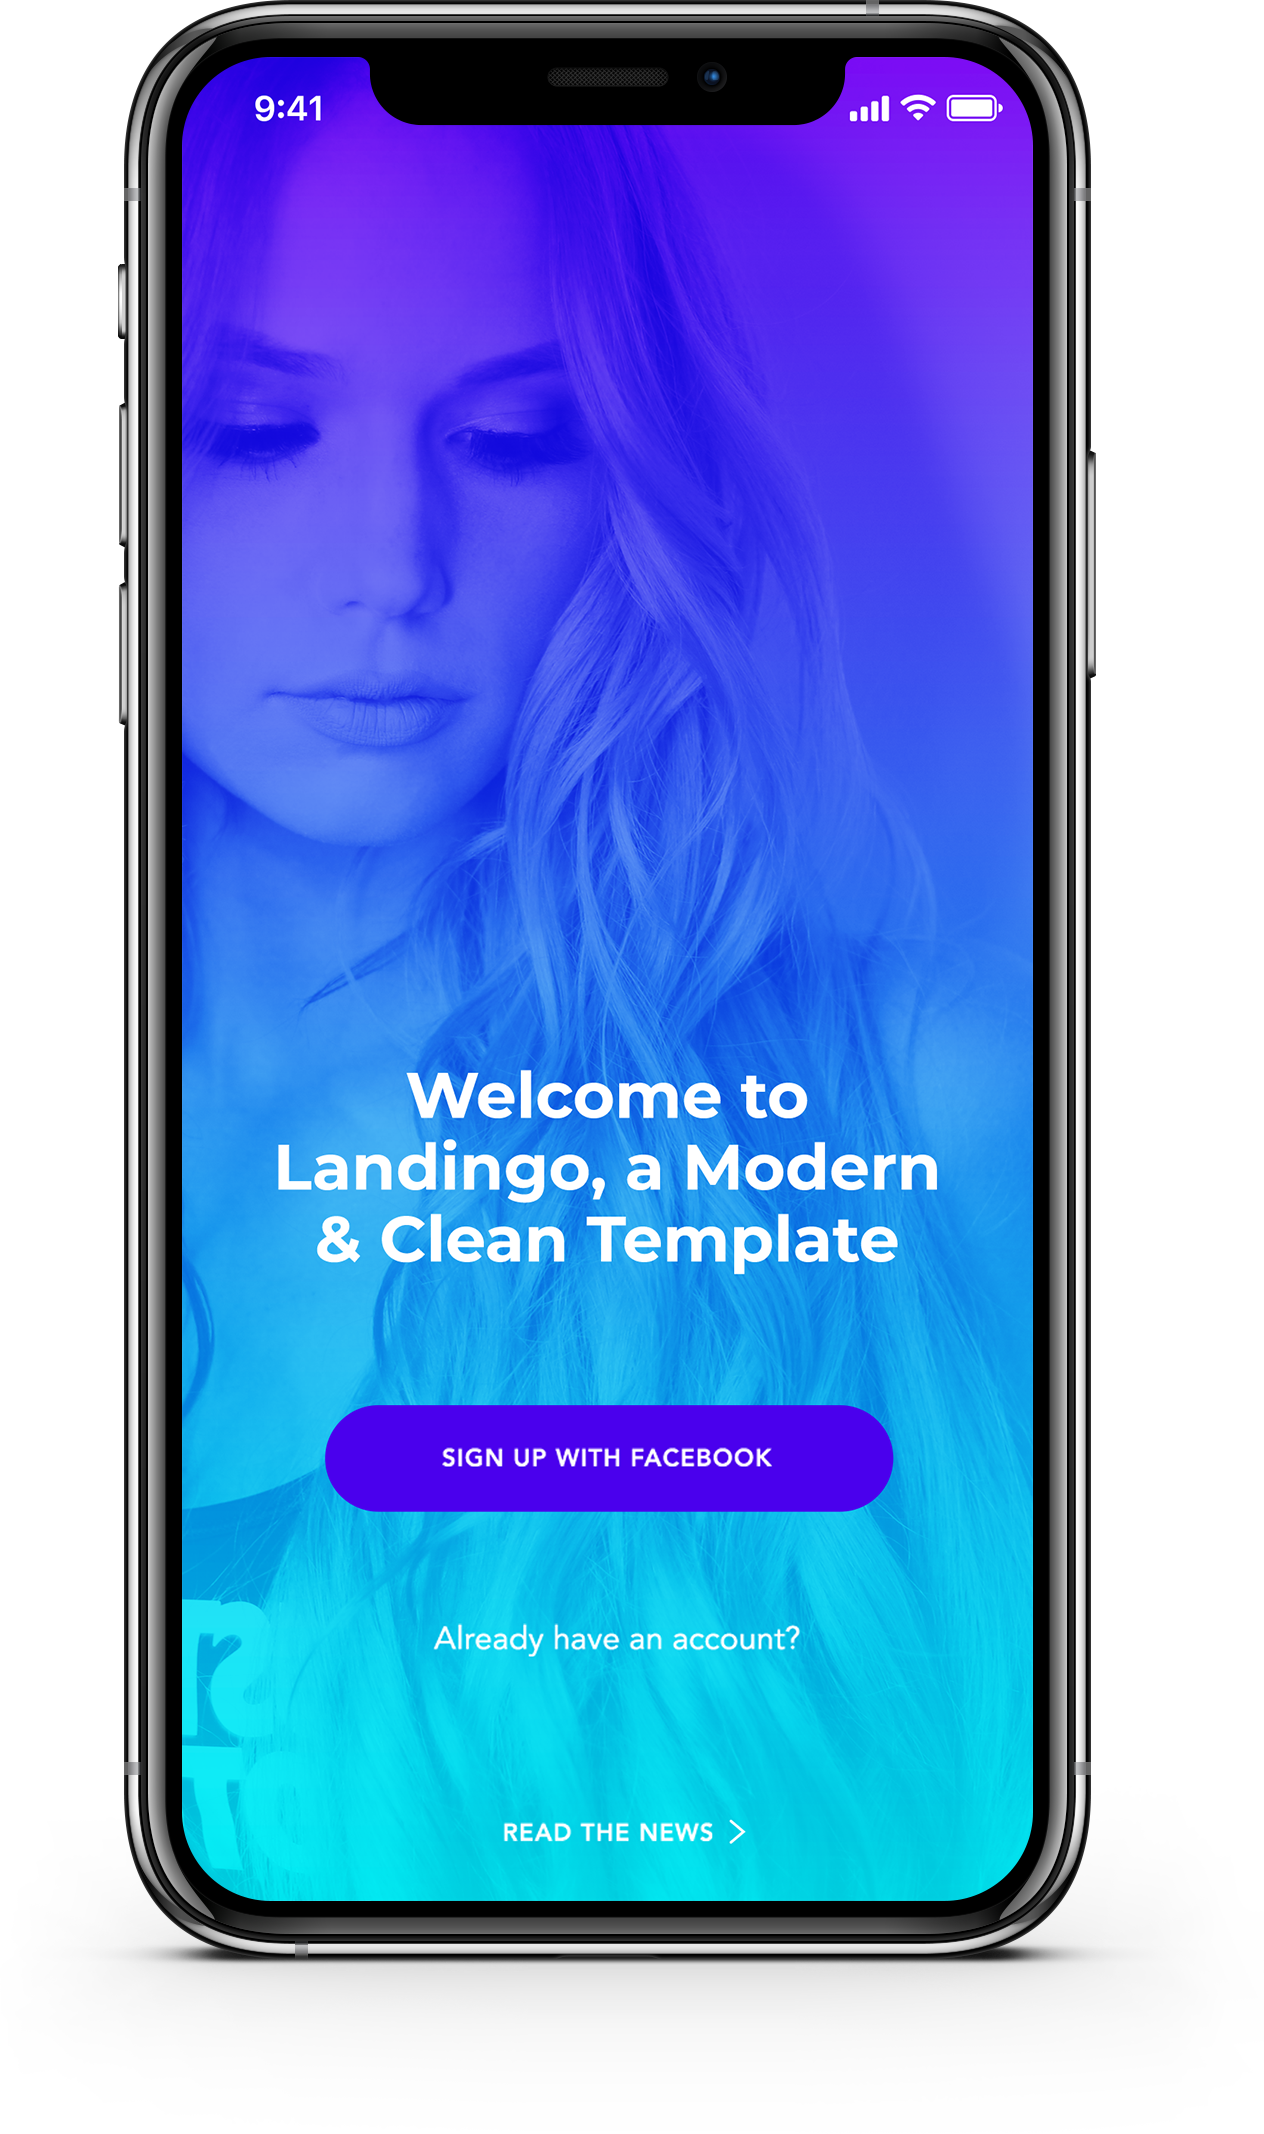 9:41
Welcome to
Landingo, a Modern
& Clean Template
SIGN UP WITH FACEBOOK
Already have an account?
READ THE NEWS